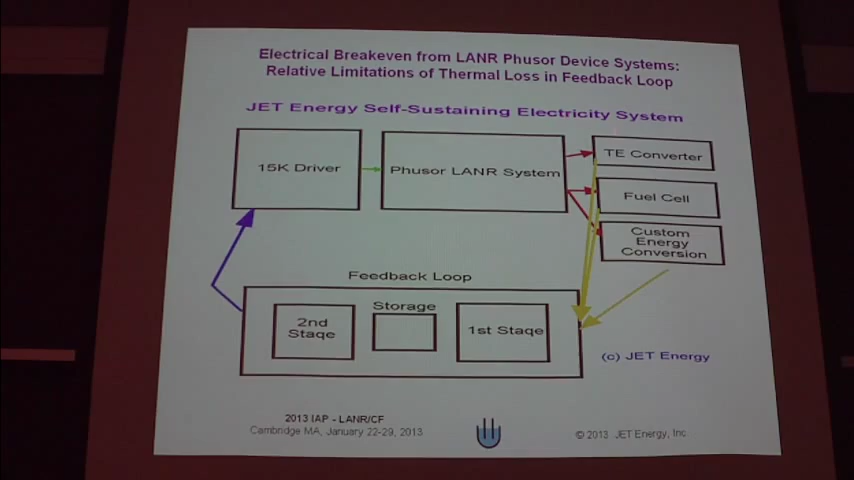 Electrical Breakeven from LANR Phusor Device Systems:
Relative Limitations of Thermal Loss in Feedback Loop
JET Energy Self-Sustaining Electricity System
15K Driver
Phusor LANR System
TE Converter
Fuel Cell
Custom
Energy
Conversion
Feedback Loop
2nd
Stage
Storage
1st Stage
(c) JET Energy
2013 IAP - LANR/CF
Cambridge MA, January 22-29, 2013
© 2013 JET Energy, Inc